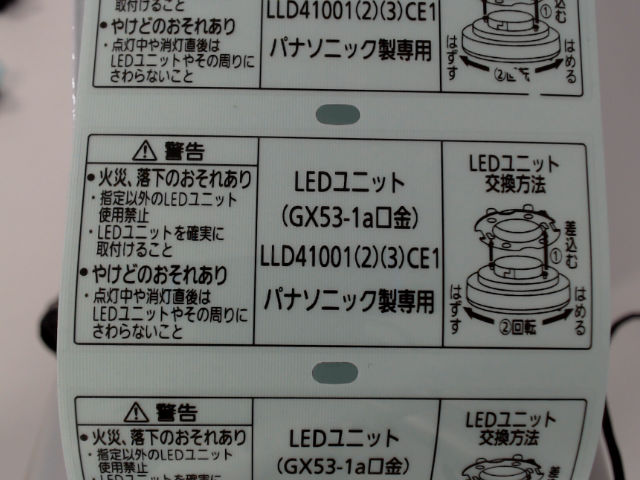 取付けること
●やけどのおそれあり
・点灯中や消灯直後は
LEDユニットやその周りに
さわらないこと
LLD41001(2)(3)CE1
パナソニック製専用
①
込む
はずす
②回転
はめる
⚠警告
●火災、落下のおそれあり
・指定以外のLEDユニット
使用禁止
・LEDユニットを確実に
取付けること
●やけどのおそれあり
・点灯中や消灯直後は
LEDユニットやその周りに
さわらないこと
LEDユニット
(GX53-1a口金)
LLD41001(2)(3)CE1
パナソニック製専用
LEDユニット
交換方法
差込む
①
はずす
②回転
はめる
⚠警告
●火災、落下のおそれあり
・指定以外のLEDユニット
使用禁止
・LEDユニットを確実に
LEDユニット
(GX53-1a口金)
LEDユニット
交換方法
差